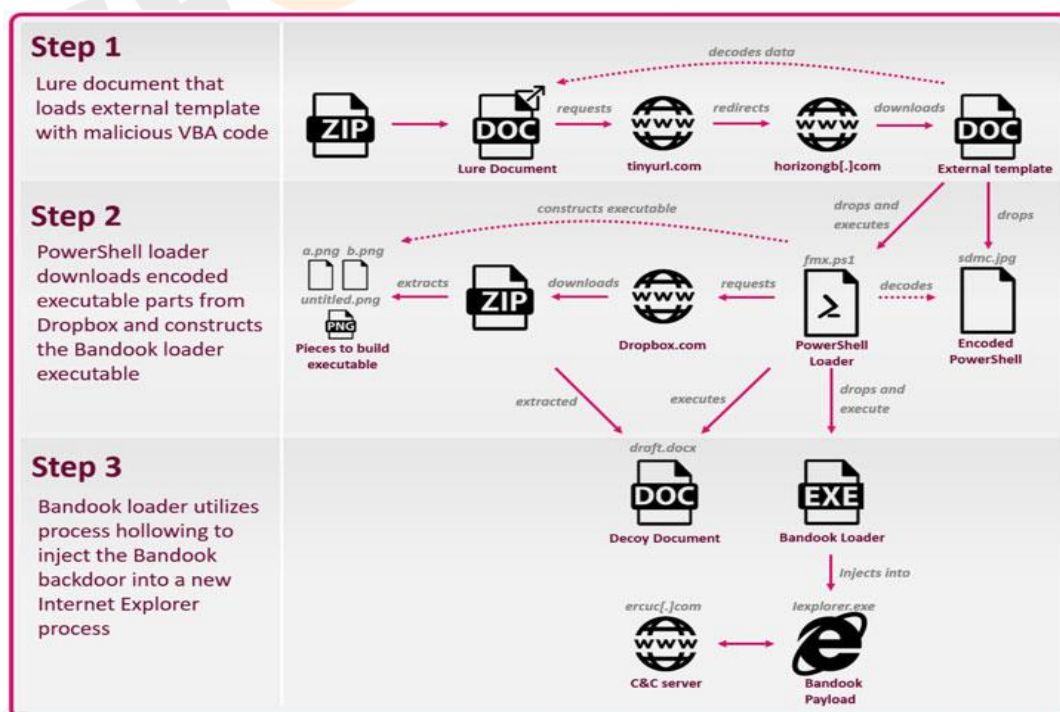 Step 1
Lure document that
loads external template
with malicious VBA code
decodes data
requests
redirects
downloads
ZIP
DOC
www
www
DOC
Lure Document
tinyurl.com
horizongb[.]com
External template
Step 2
PowerShell loader
downloads encoded
executable parts from
Dropbox and constructs
the Bandook loader
executable
constructs executable
drops and
executes
drops
a.png b.png
fmx.ps1
sdmc.jpg
extracts
downloads
requests
decodes
untitled.png
ZIP
www
PNG
Pieces to build
executable
Dropbox.com
PowerShell
Loader
Encoded
PowerShell
extracted
executes
drops and
execute
Step 3
Bandook loader utilizes
process hollowing to
inject the Bandook
backdoor into a new
Internet Explorer
process
draft.docx
DOC
EXE
Decoy Document
Bandook Loader
Injects into
ercuc[.]com
Iexplorer.exe
www
C&C server
Bandook
Payload